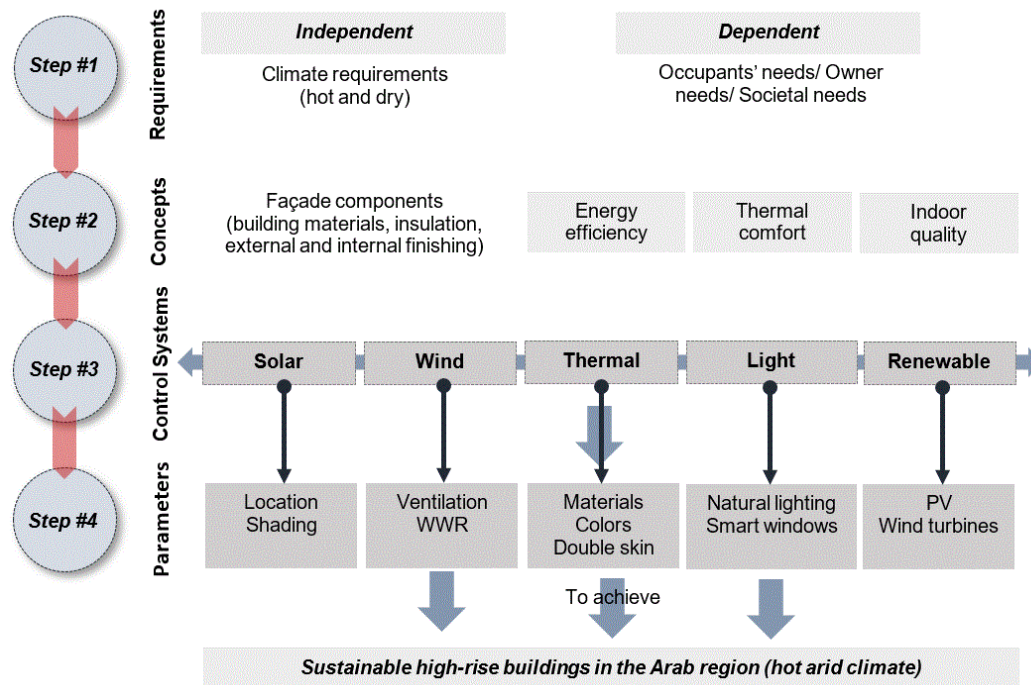 Step #1
Requirements
Independent
Dependent
Climate requirements
(hot and dry)
Occupants’ needs/ Owner
needs/ Societal needs
Step #2
Concepts
Façade components
(building materials, insulation,
external and internal finishing)
Energy
efficiency
Thermal
comfort
Indoor
quality
Step #3
Control Systems
Solar
Wind
Thermal
Light
Renewable
Step #4
Parameters
Location
Shading
Ventilation
WWR
Materials
Colors
Double skin
Natural lighting
Smart windows
PV
Wind turbines
To achieve
Sustainable high-rise buildings in the Arab region (hot arid climate)